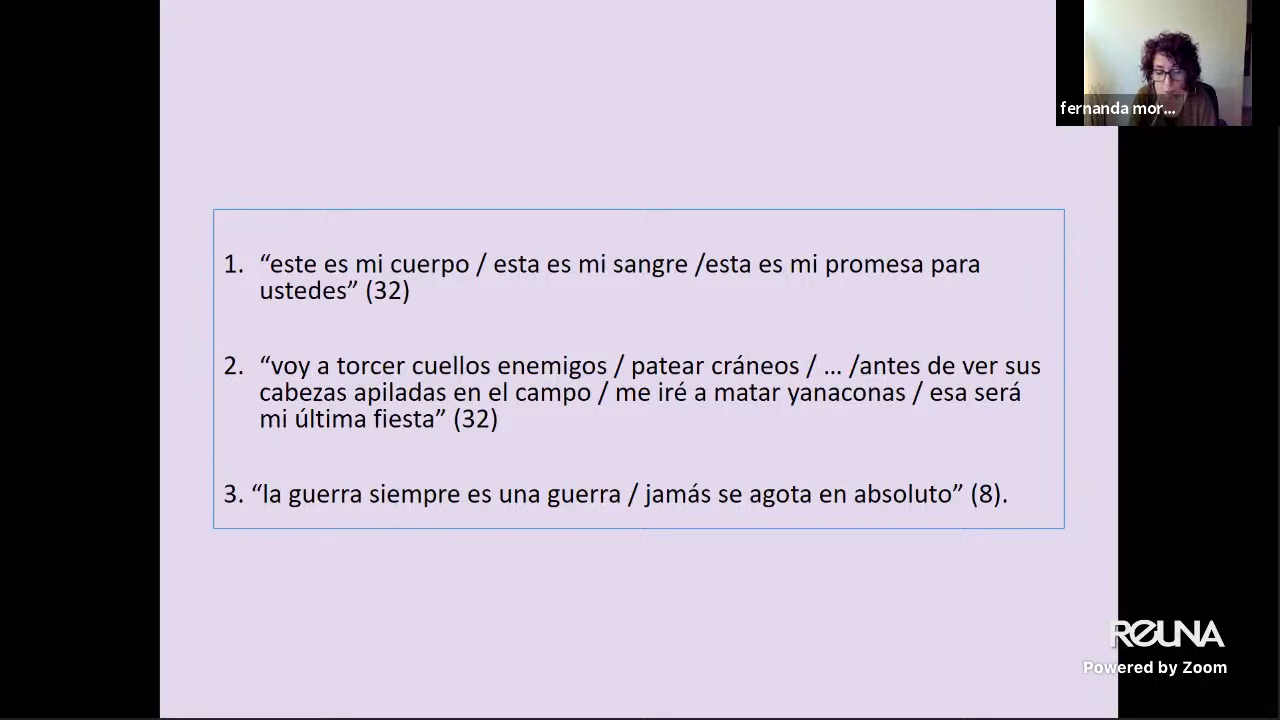 fernanda mor...
1. “este es mi cuerpo / esta es mi sangre /esta es mi promesa para
ustedes” (32)
2. “voy a torcer cuellos enemigos / patear cráneos / ... /antes de ver sus
cabezas apiladas en el campo / me iré a matar yanaconas / esa será
mi última fiesta” (32)
3. “la guerra siempre es una guerra / jamás se agota en absoluto” (8).
REUNA
Powered by Zoom